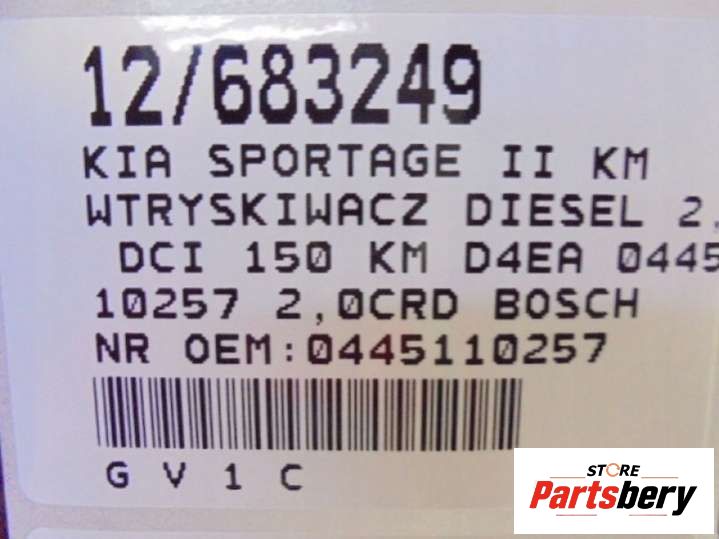 12/683249
KIA SPORTAGE II KM
WTRYSKIWACZ DIESEL 2,
DCI 150 KM D4EA 0445
10257 2,0CRD BOSCH
NR OEM:0445110257
G V 1 C
STORE
Partsbery